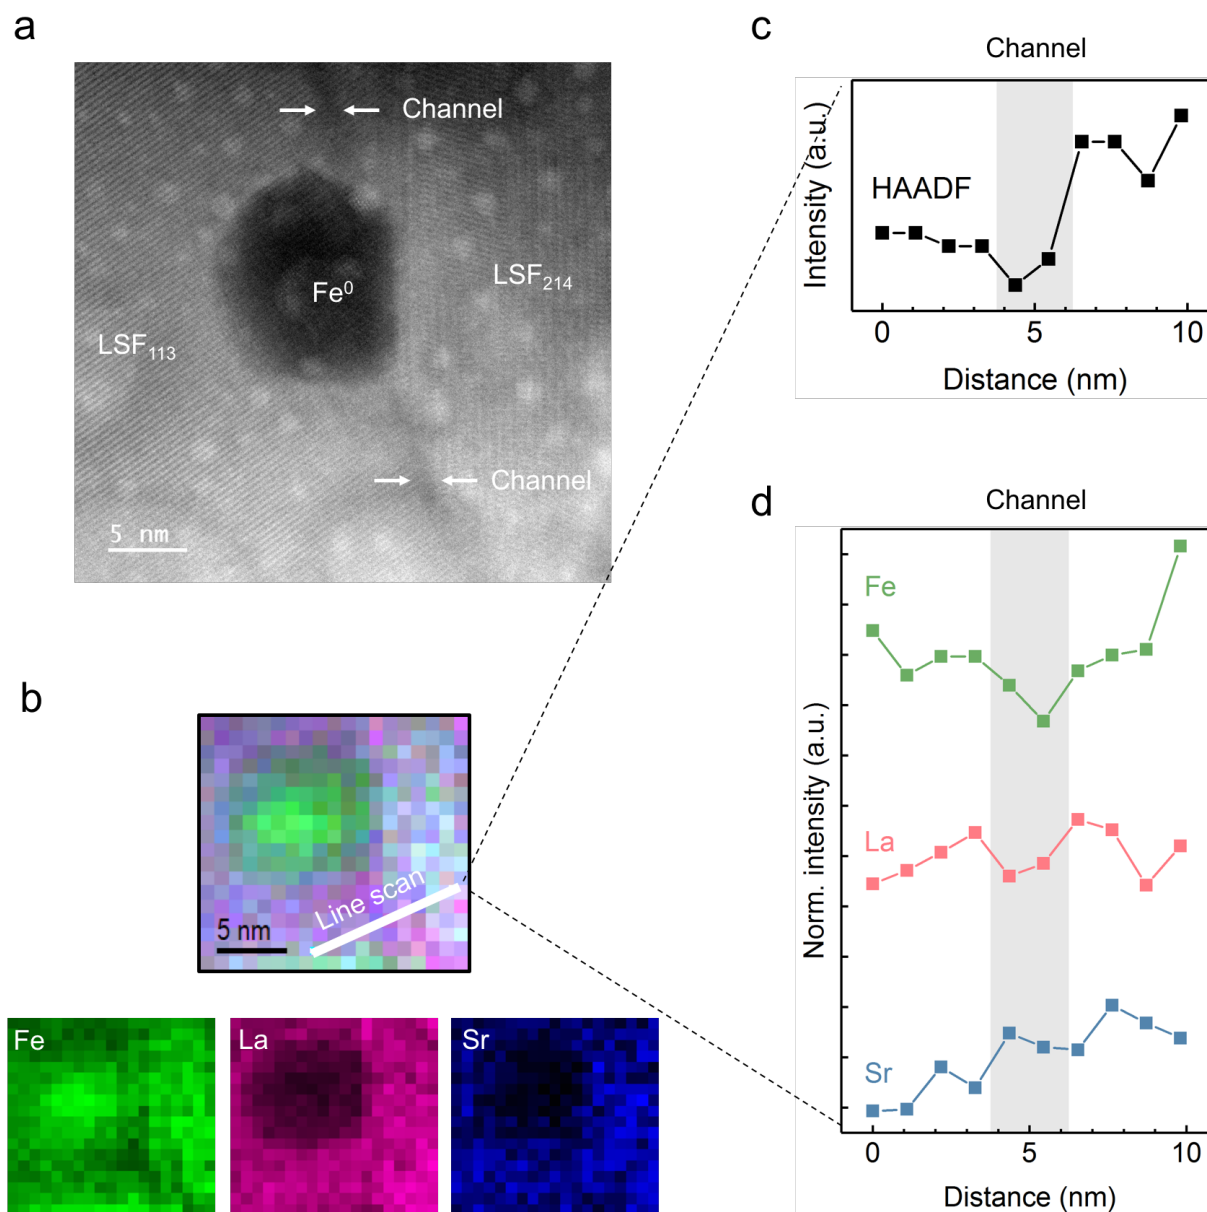 a
Channel
Fe⁰
LSF₂₁₄
LSF₁₁₃
Channel
5 nm
b
Line scan
5 nm
Fe
La
Sr
c
Channel
Intensity (a.u.)
HAADF
0 5 10
Distance (nm)
d
Channel
Norm. intensity (a.u.)
Fe
La
Sr
0 5 10
Distance (nm)